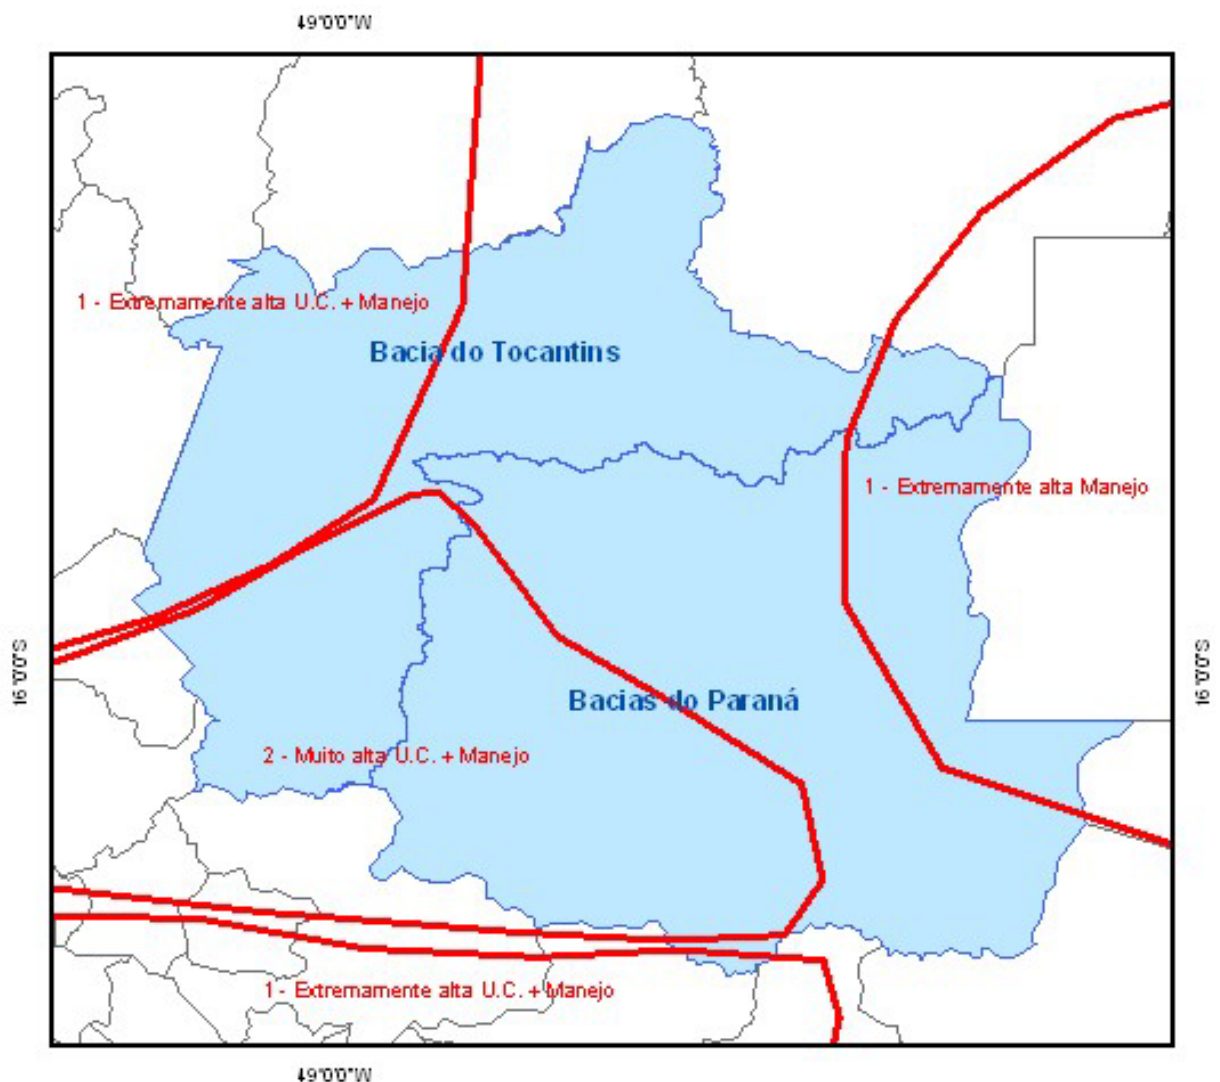 49°0'0"W
1 - Extremamente alta U.C. + Manejo
Bacia do Tocantins
1 - Extremamente alta Manejo
16°0'0"S
16°0'0"S
Bacias do Paraná
2 - Muito alta U.C. + Manejo
1 - Extremamente alta U.C. + Manejo
49°0'0"W